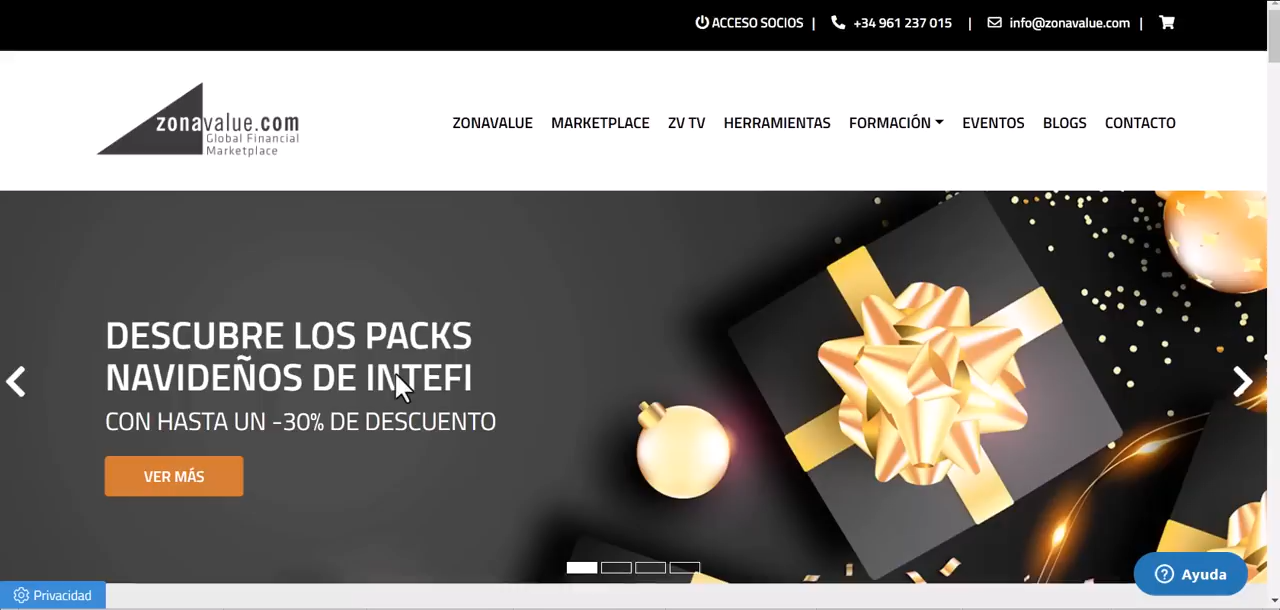 ACCESO SOCIOS | +34 961 237 015 | info@zonavalue.com |
zonavalue.com
Global Financial
Marketplace
ZONAVALUE MARKETPLACE ZV TV HERRAMIENTAS FORMACIÓN EVENTOS BLOGS CONTACTO
DESCUBRE LOS PACKS
NAVIDEÑOS DE INTEFI
CON HASTA UN -30% DE DESCUENTO
VER MÁS
Ayuda
Privacidad